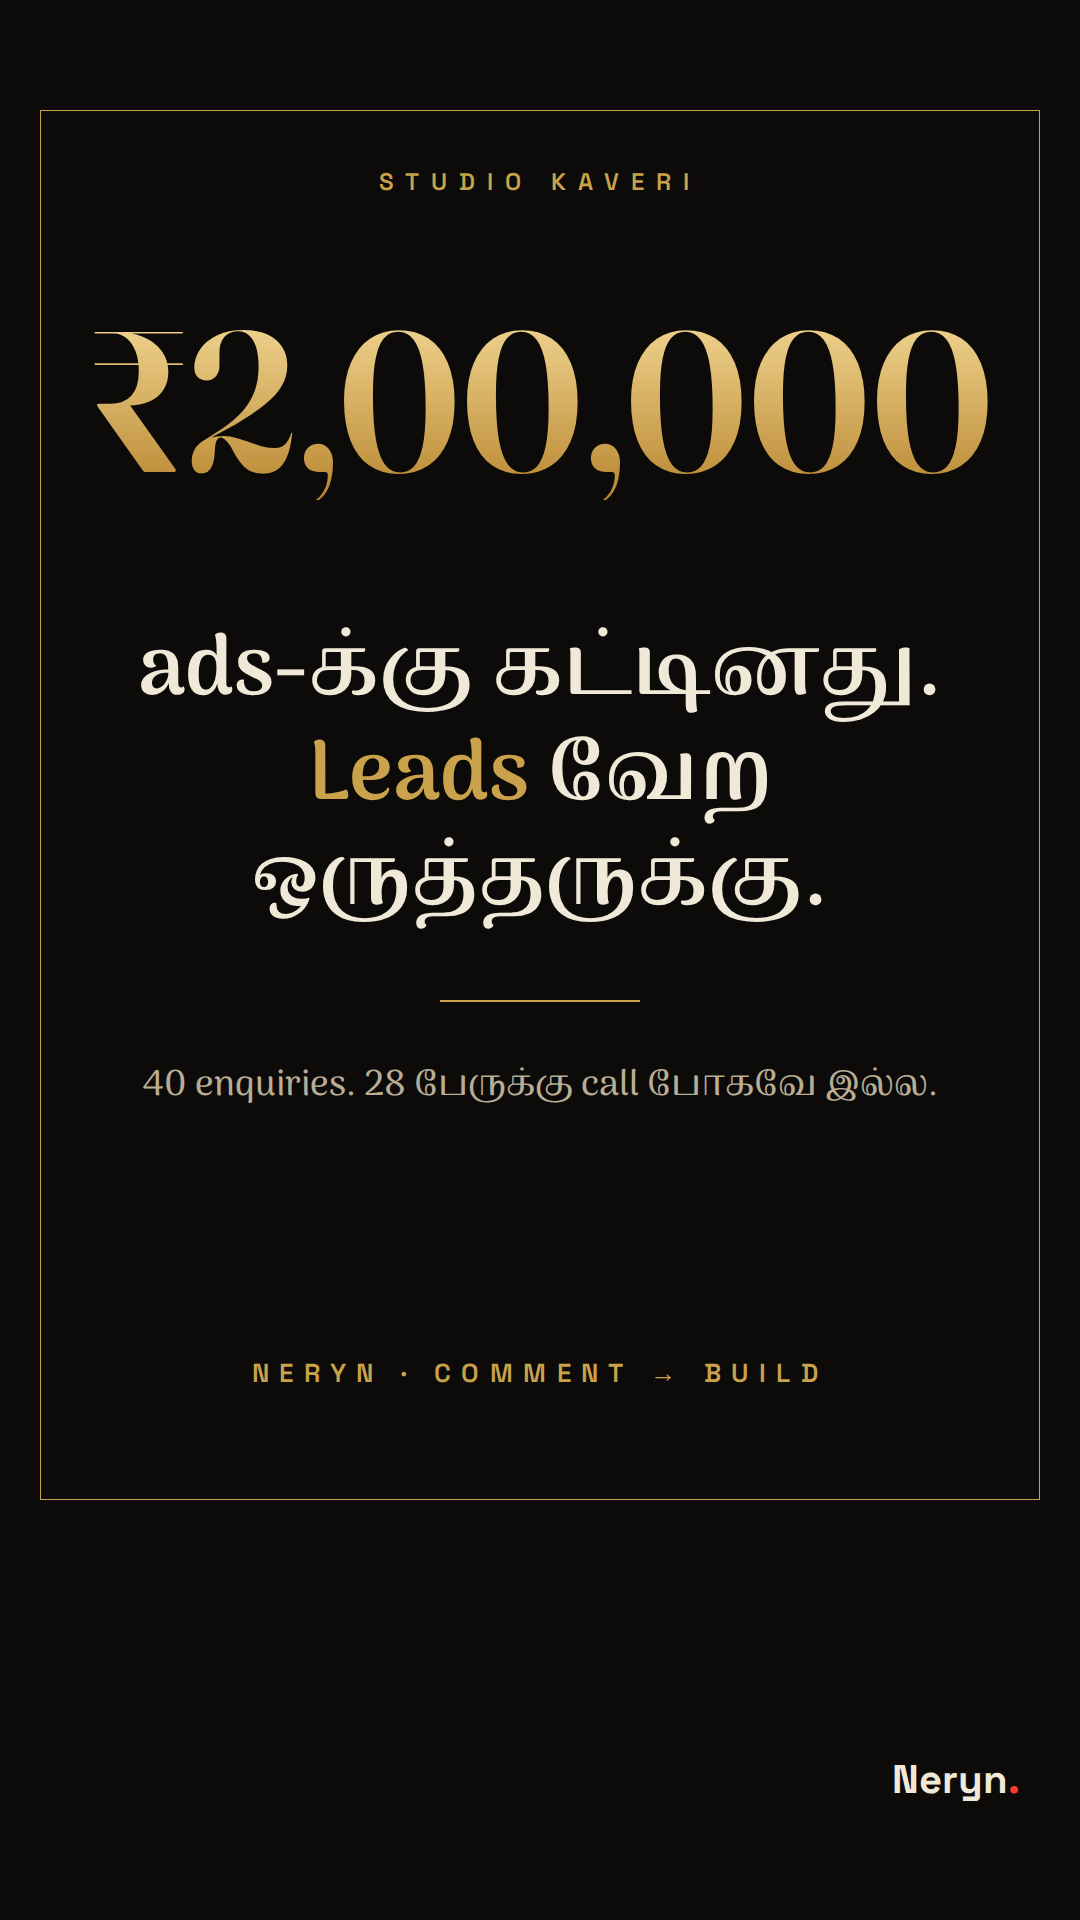 STUDIO KAVERI
₹2,00,000
ads-க்கு கட்டினது.
Leads வேற
ஒருத்தருக்கு.
40 enquiries. 28 பேருக்கு call போகவே இல்ல.
NERYN · COMMENT → BUILD
Neryn.